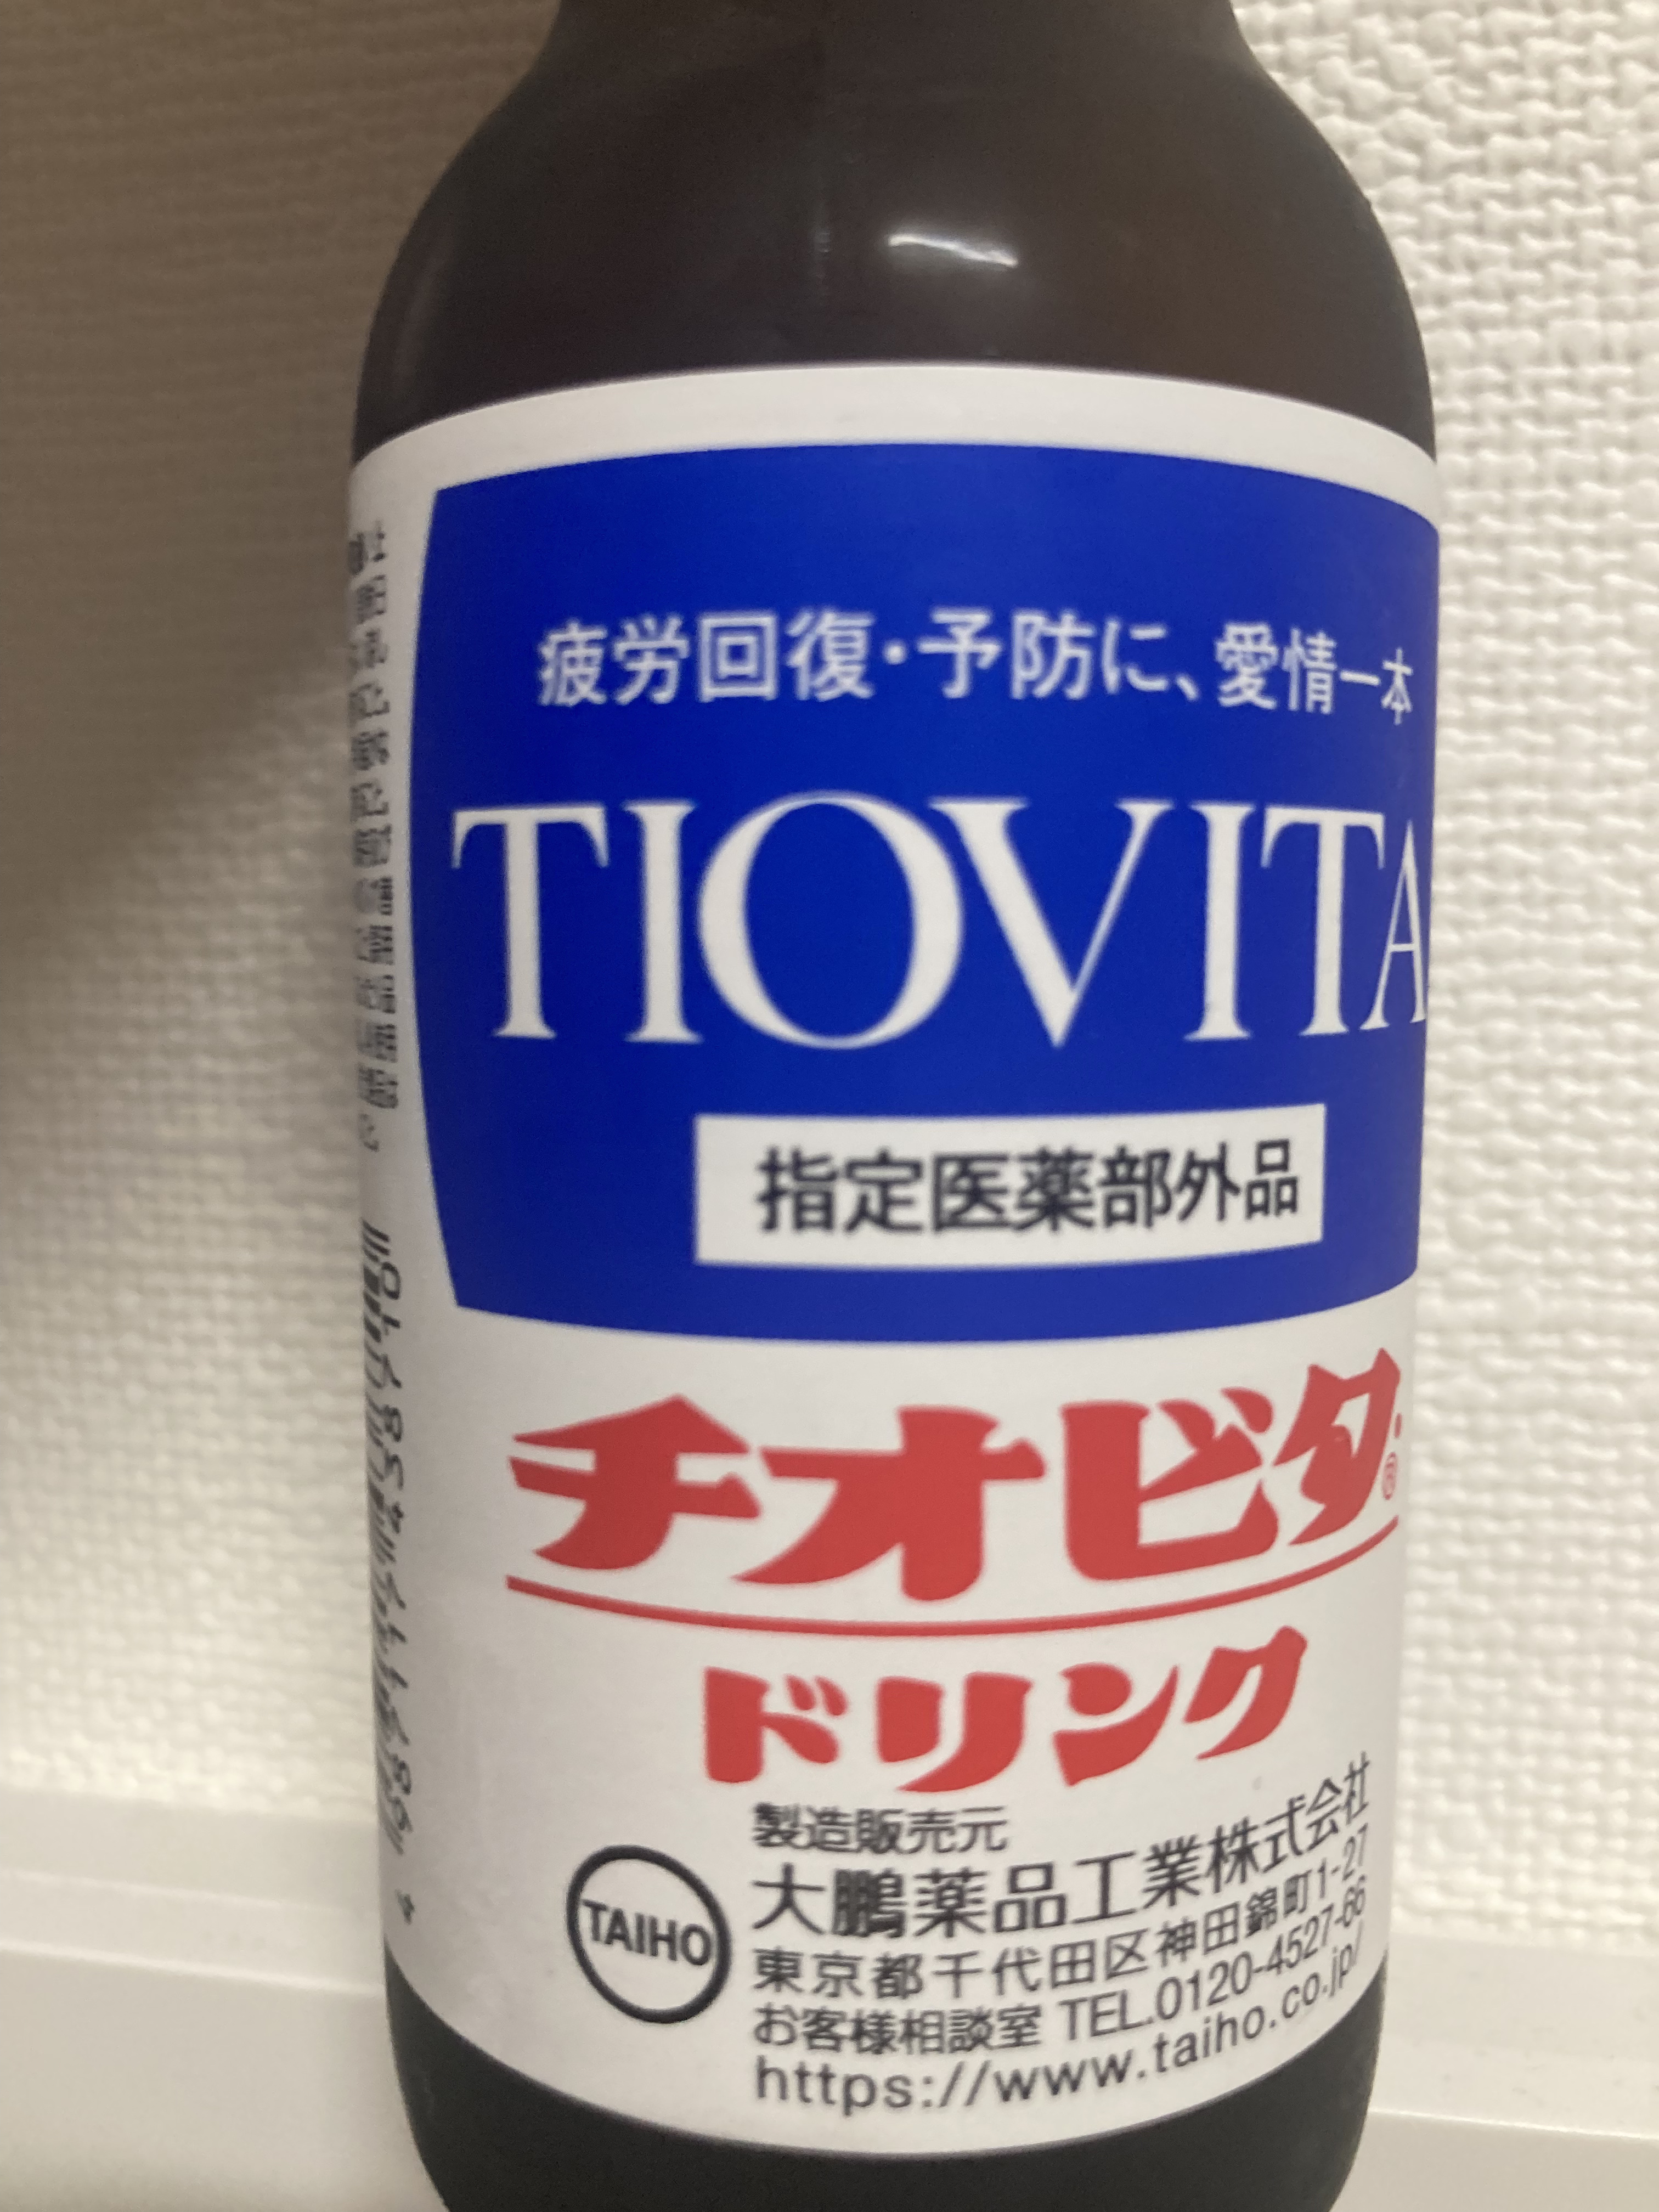 疲労回復・予防に、愛情一本
TIOVITA
指定医薬部外品
チオビタ®
ドリンク
製造販売元
TAIHO
大鵬薬品工業株式会社
東京都千代田区神田錦町1-27
お客様相談室 TEL.0120-4527-66
https://www.taiho.co.jp/